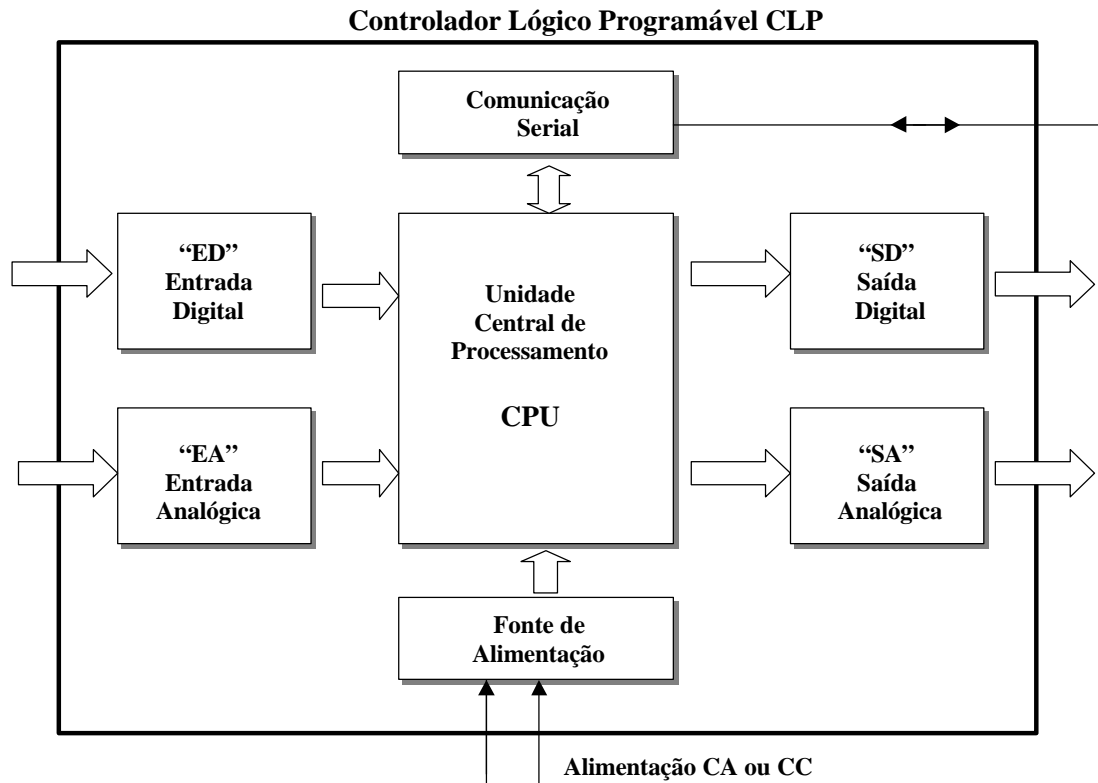 Controlador Lógico Programável CLP
Comunicação
Serial
“ED”
Entrada
Digital
Unidade
Central de
Processamento
CPU
“SD”
Saída
Digital
“EA”
Entrada
Analógica
“SA”
Saída
Analógica
Fonte de
Alimentação
Alimentação CA ou CC